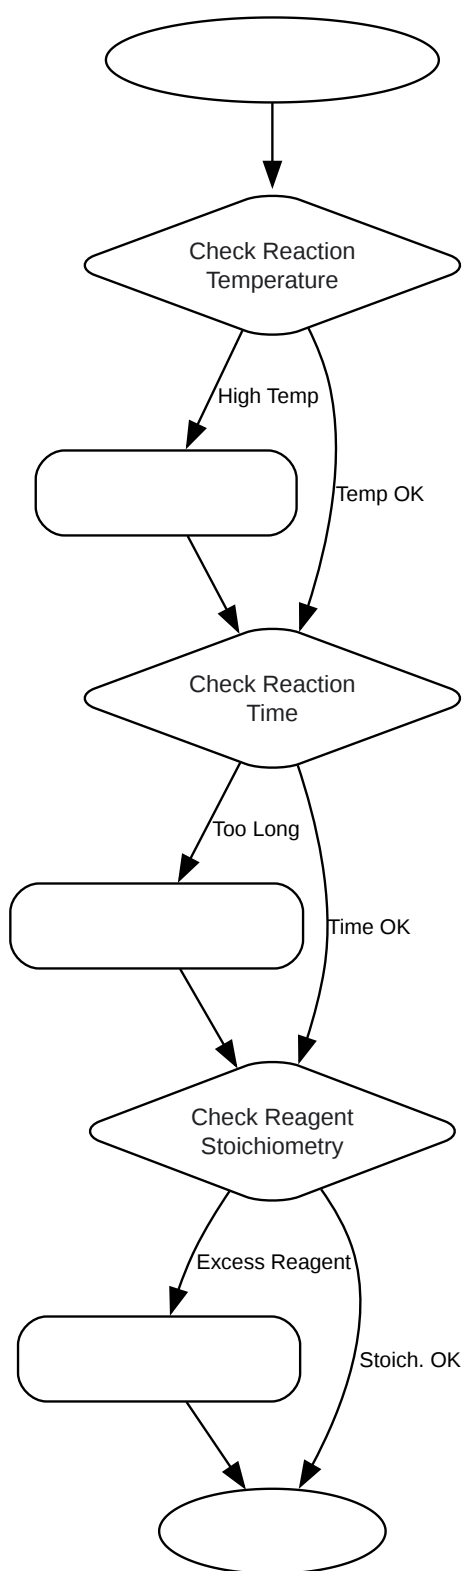 Check Reaction
Temperature
High Temp
Temp OK
Check Reaction
Time
Too Long
Time OK
Check Reagent
Stoichiometry
Excess Reagent
Stoich. OK